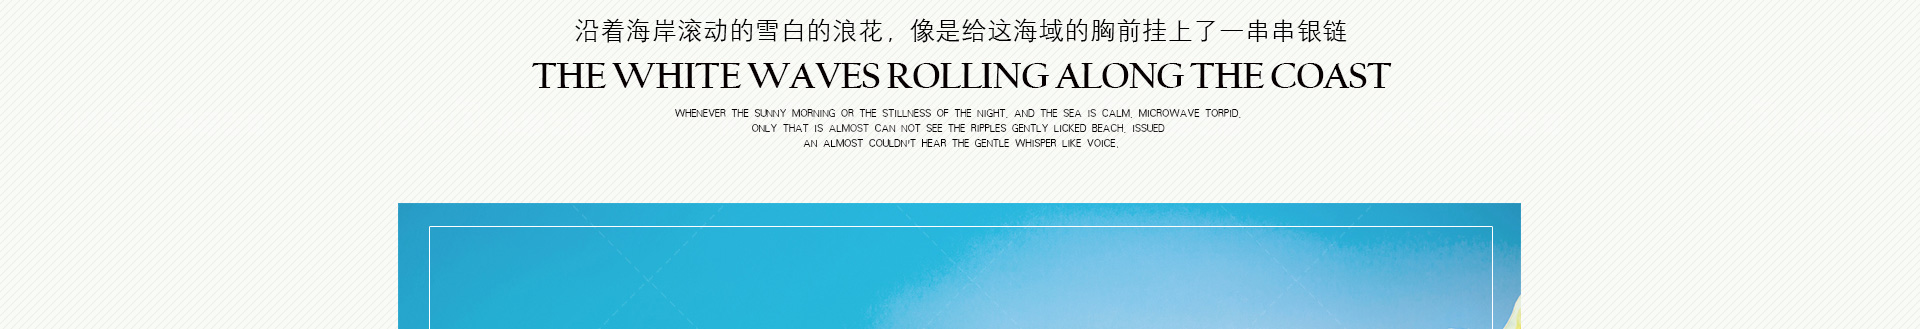 沿着海岸滚动的雪白的浪花，像是给这海域的胸前挂上了一串串银链
THE WHITE WAVES ROLLING ALONG THE COAST
WHENEVER THE SUNNY MORNING OR THE STILLNESS OF THE NIGHT, AND THE SEA IS CALM, MICROWAVE TORPID,
ONLY THAT IS ALMOST CAN NOT SEE THE RIPPLES GENTLY LICKED BEACH, ISSUED
AN ALMOST COULDN'T HEAR THE GENTLE WHISPER LIKE VOICE,